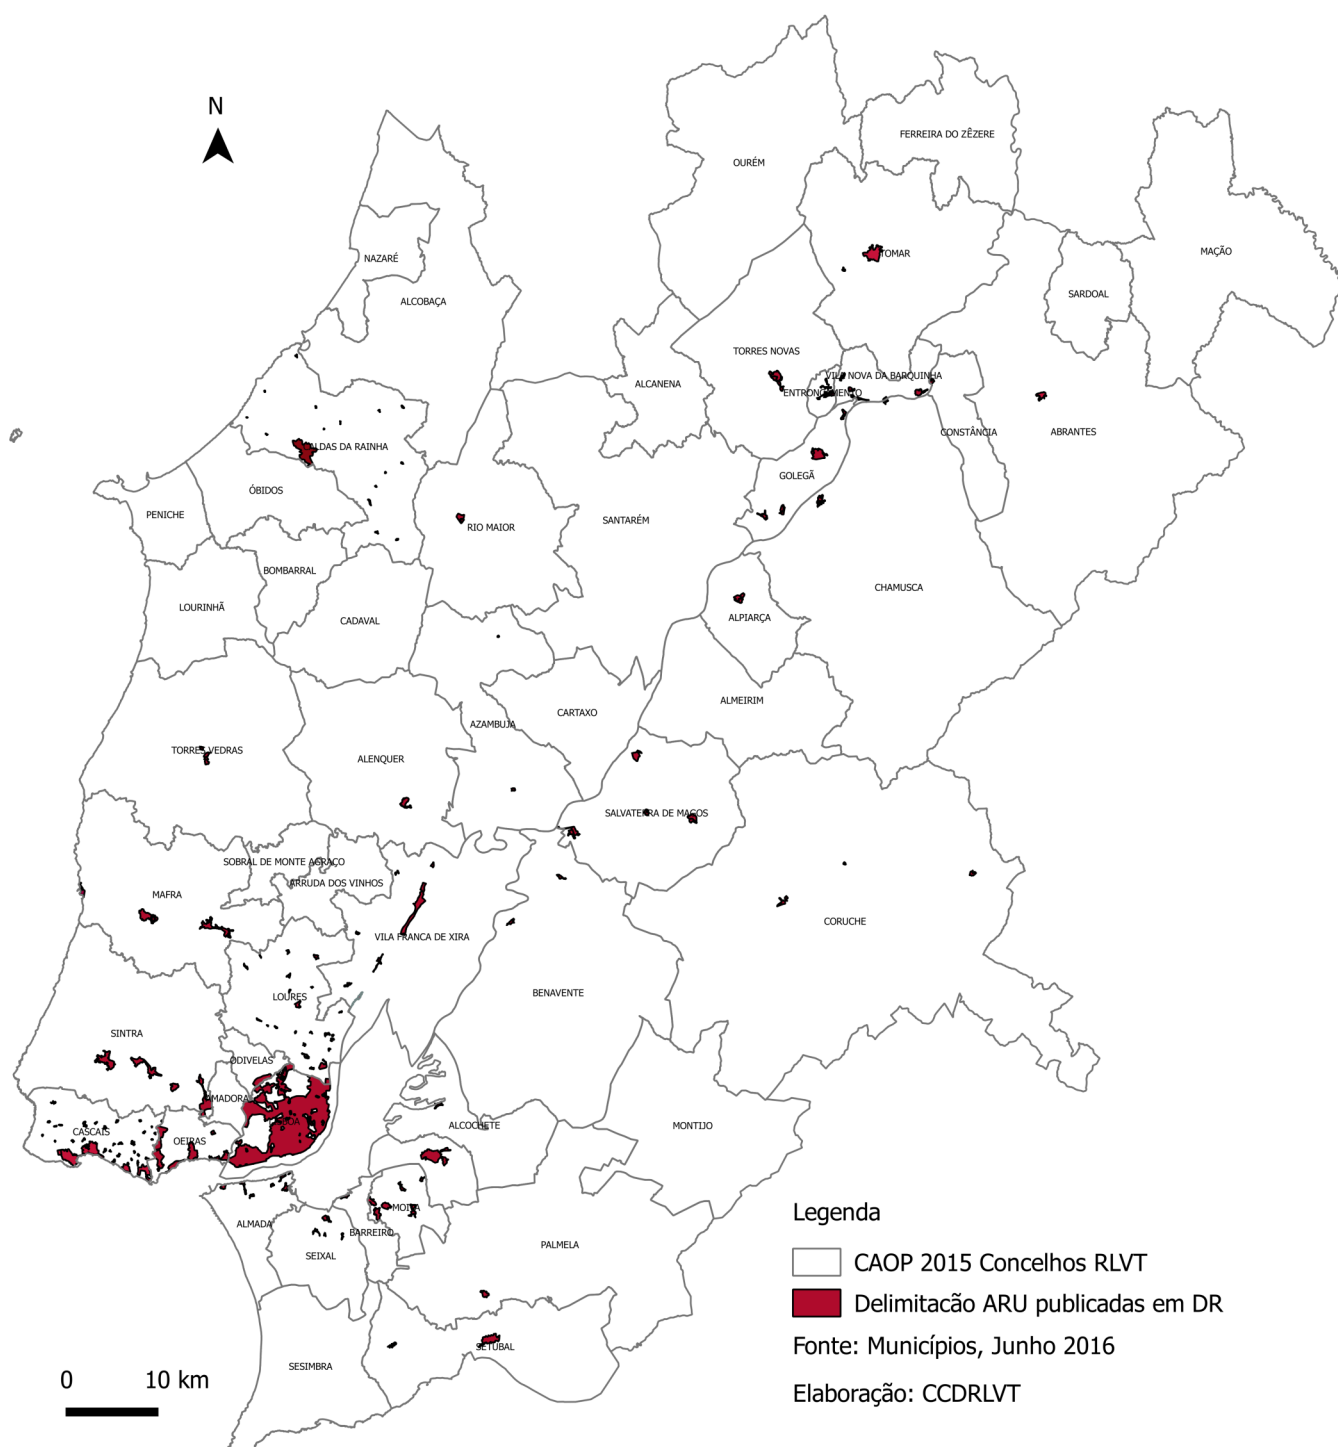 N
FERREIRA DO ZÊZERE
OURÉM
TOMAR
MAÇÃO
NAZARÉ
SARDOAL
ALCOBAÇA
TORRES NOVAS
VILA NOVA DA BARQUINHA
ALCANENA
ENTRONCAMENTO
CONSTÂNCIA
ABRANTES
CALDAS DA RAINHA
GOLEGÃ
ÓBIDOS
PENICHE
RIO MAIOR
SANTARÉM
BOMBARRAL
CHAMUSCA
LOURINHÃ
CADAVAL
ALPIARÇA
ALMEIRIM
CARTAXO
AZAMBUJA
TORRES VEDRAS
ALENQUER
SALVATERRA DE MAGOS
SOBRAL DE MONTE AGRAÇO
ARRUDA DOS VINHOS
MAFRA
CORUCHE
VILA FRANCA DE XIRA
BENAVENTE
LOURES
SINTRA
ODIVELAS
AMADORA
LISBOA
CASCAIS
OEIRAS
ALCOCHETE
MONTIJO
MOITA
ALMADA
BARREIRO
PALMELA
SEIXAL
SETÚBAL
SESIMBRA
Legenda
CAOP 2015 Concelhos RLVT
Delimitacão ARU publicadas em DR
Fonte: Municípios, Junho 2016
Elaboração: CCDRLVT
0 10 km